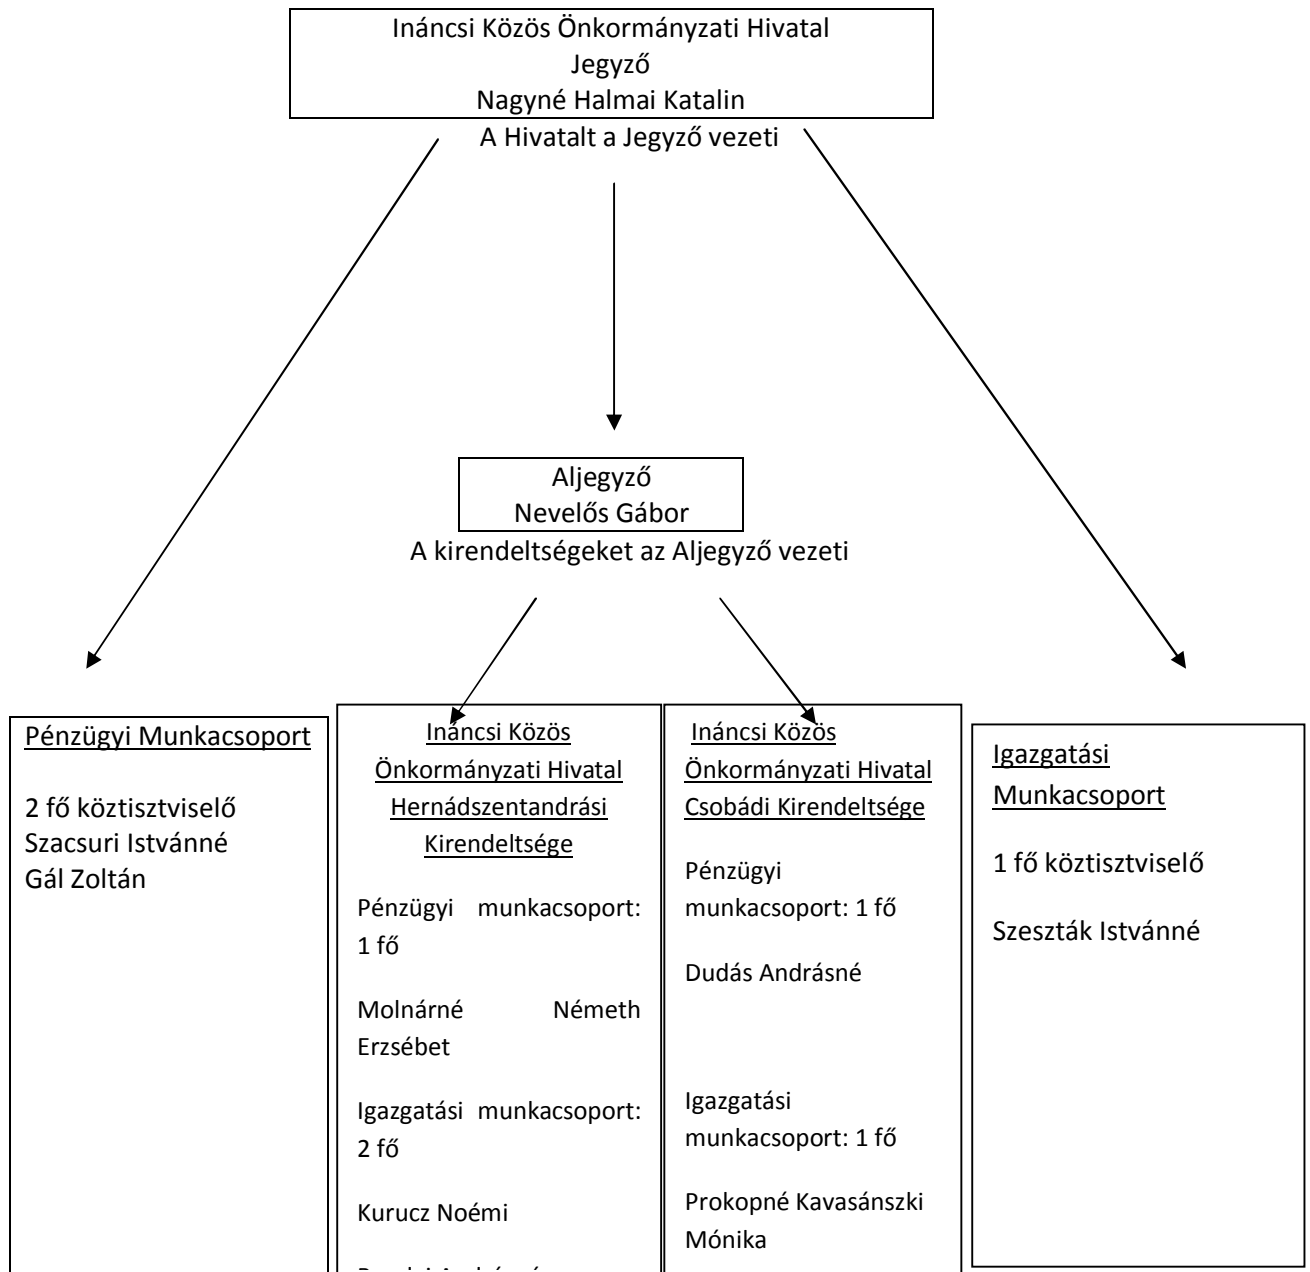 Ináncsi Közös Önkormányzati Hivatal
Jegyző
Nagyné Halmai Katalin
A Hivatalt a Jegyző vezeti
Aljegyző
Nevelős Gábor
A kirendeltségeket az Aljegyző vezeti
Pénzügyi Munkacsoport
2 fő köztisztviselő
Szacsuri Istvánné
Gál Zoltán
Ináncsi Közös
Önkormányzati Hivatal
Hernádszentandrási
Kirendeltsége
Pénzügyi munkacsoport:
1 fő
Molnárné Németh
Erzsébet
Igazgatási munkacsoport:
2 fő
Kurucz Noémi
Ináncsi Közös
Önkormányzati Hivatal
Csobádi Kirendeltsége
Pénzügyi
munkacsoport: 1 fő
Dudás Andrásné
Igazgatási
munkacsoport: 1 fő
Prokopné Kavasánszki
Mónika
Igazgatási
Munkacsoport
1 fő köztisztviselő
Szeszták Istvánné